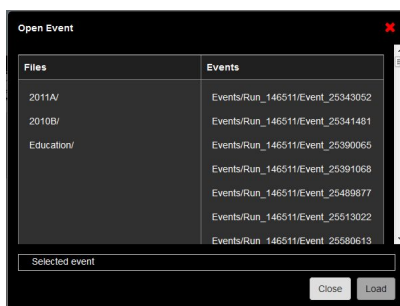 Open Event
Files Events
2011A/ Events/Run_146511/Event_25343052
2010B/ Events/Run_146511/Event_25341481
Education/ Events/Run_146511/Event_25390065
Events/Run_146511/Event_25391068
Events/Run_146511/Event_25489877
Events/Run_146511/Event_25513022
Events/Run_146511/Event_25580613
Selected event
Close Load